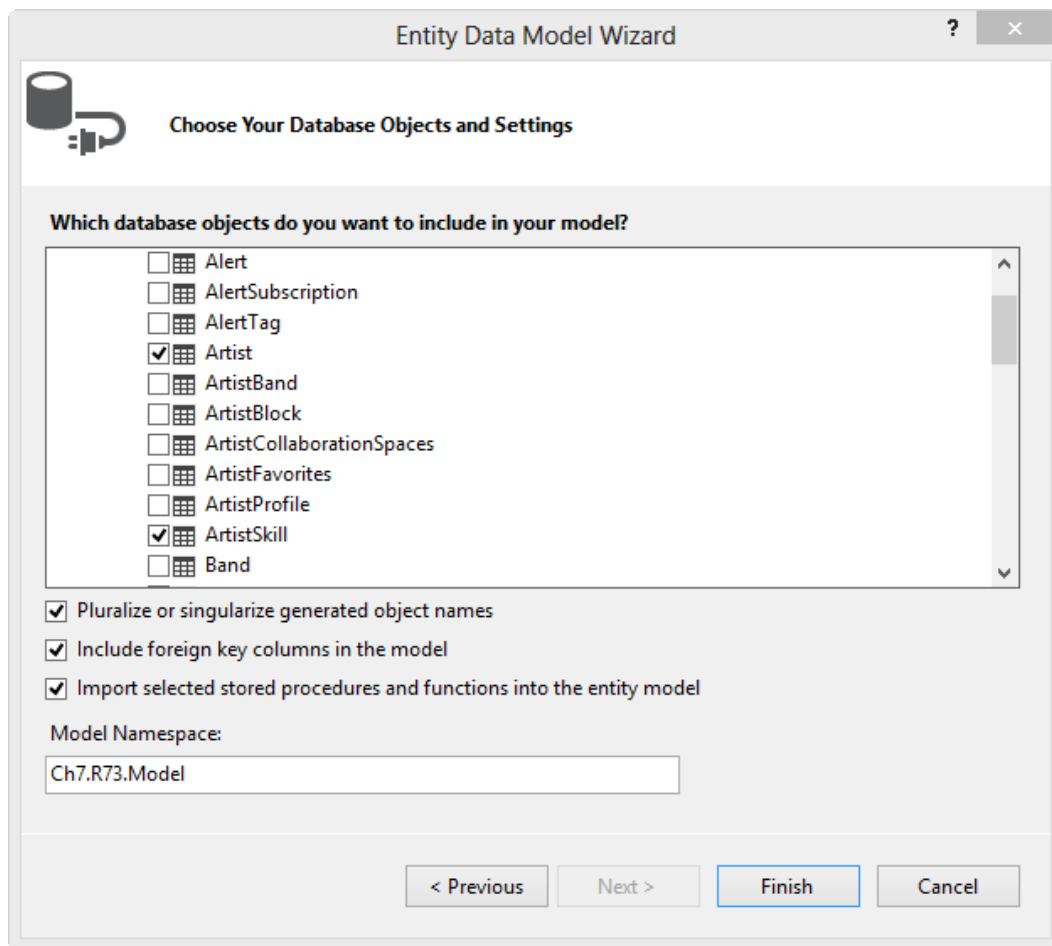 Entity Data Model Wizard
?
Choose Your Database Objects and Settings
Which database objects do you want to include in your model?
Alert
AlertSubscription
AlertTag
Artist
ArtistBand
ArtistBlock
ArtistCollaborationSpaces
ArtistFavorites
ArtistProfile
ArtistSkill
Band
Pluralize or singularize generated object names
Include foreign key columns in the model
Import selected stored procedures and functions into the entity model
Model Namespace:
Ch7.R73.Model
< Previous
Next >
Finish
Cancel